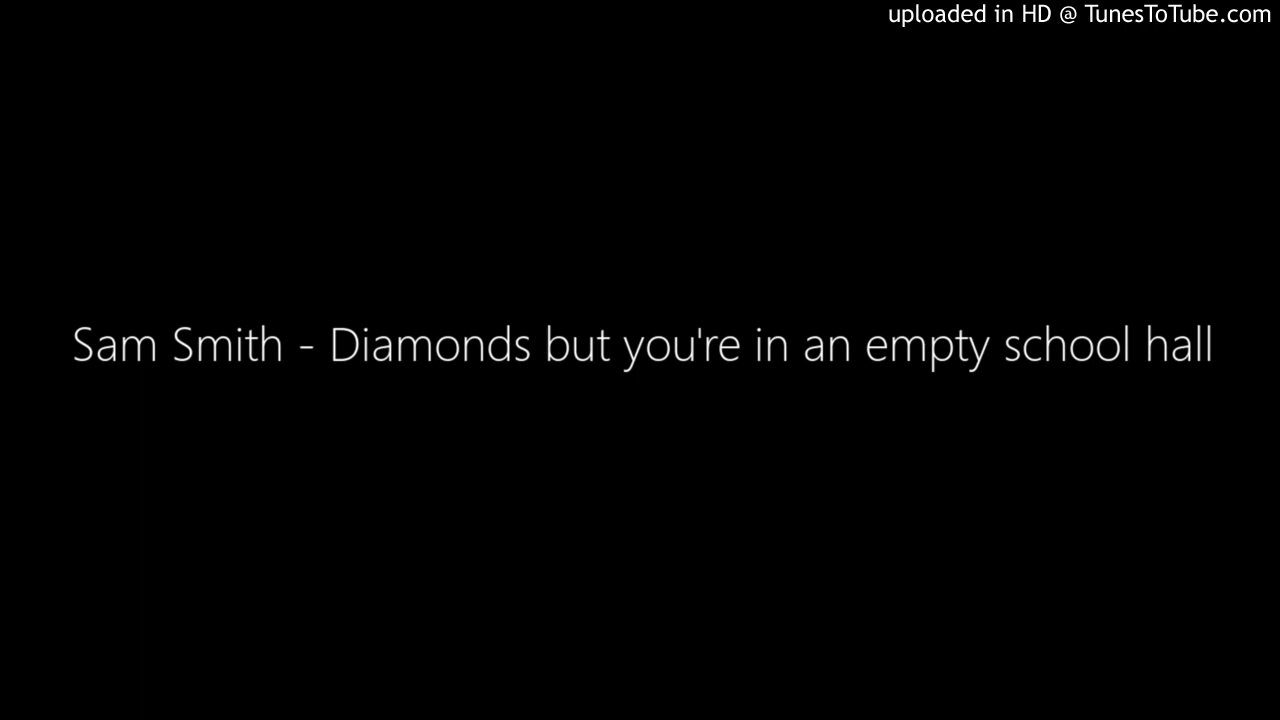 uploaded in HD @ TunesToTube.com
Sam Smith - Diamonds but you're in an empty school hall